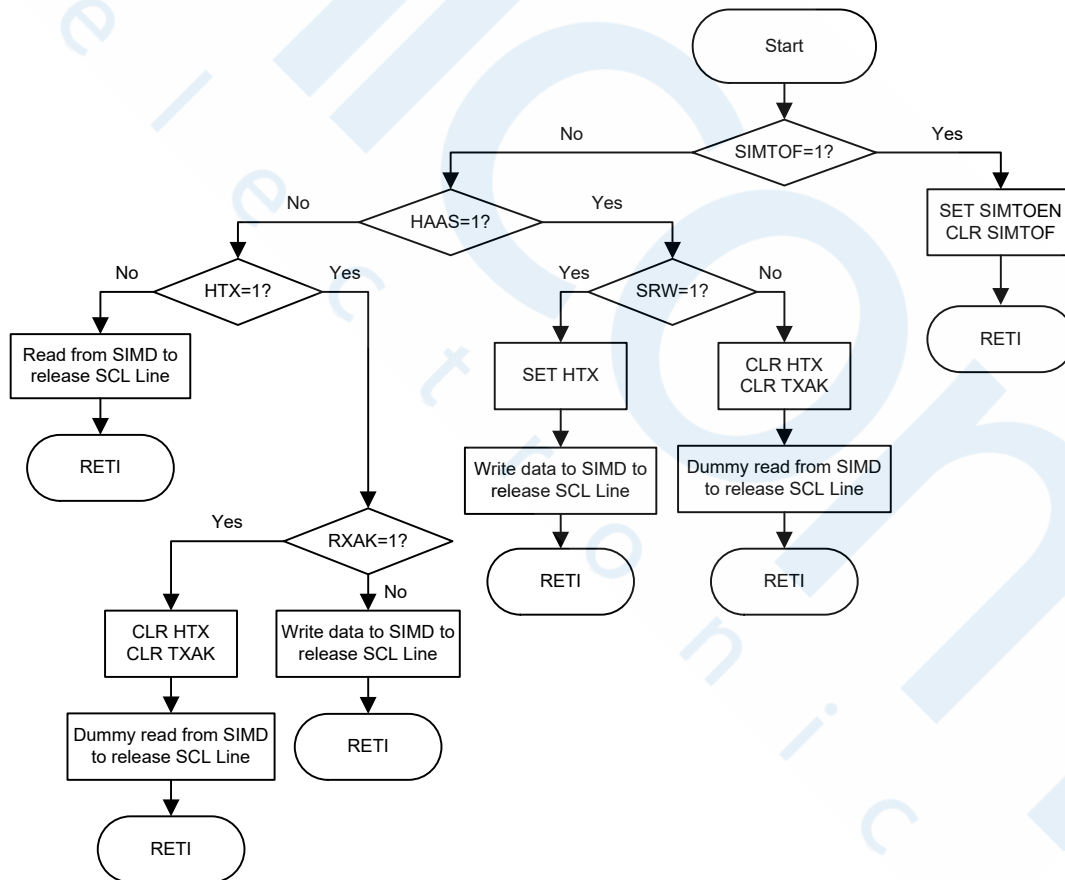 Start
SIMTOF=1?
No
Yes
HAAS=1?
No
Yes
SET SIMTOEN
CLR SIMTOF
RETI
HTX=1?
No
Yes
SRW=1?
Yes
No
Read from SIMD to
release SCL Line
RETI
SET HTX
CLR HTX
CLR TXAK
Write data to SIMD to
release SCL Line
Dummy read from SIMD
to release SCL Line
RETI
RETI
RXAK=1?
Yes
No
CLR HTX
CLR TXAK
Write data to SIMD to
release SCL Line
Dummy read from SIMD
to release SCL Line
RETI
RETI
electronic